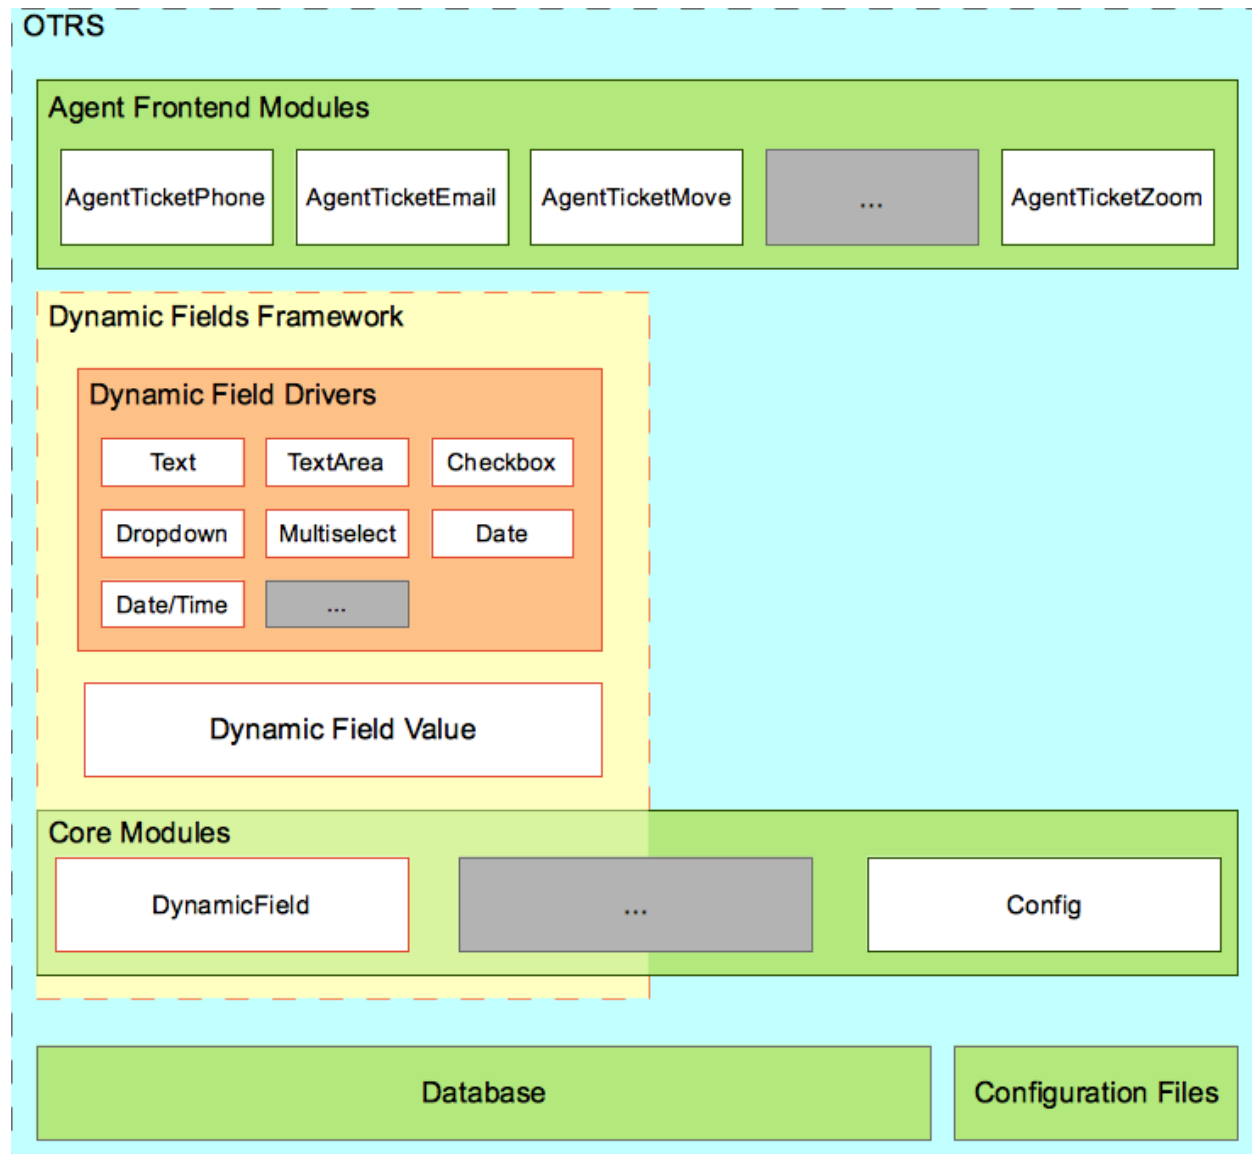 OTRS
Agent Frontend Modules
AgentTicketPhone
AgentTicketEmail
AgentTicketMove
...
AgentTicketZoom
Dynamic Fields Framework
Dynamic Field Drivers
Text
TextArea
Checkbox
Dropdown
Multiselect
Date
Date/Time
...
Dynamic Field Value
Core Modules
DynamicField
...
Config
Database
Configuration Files